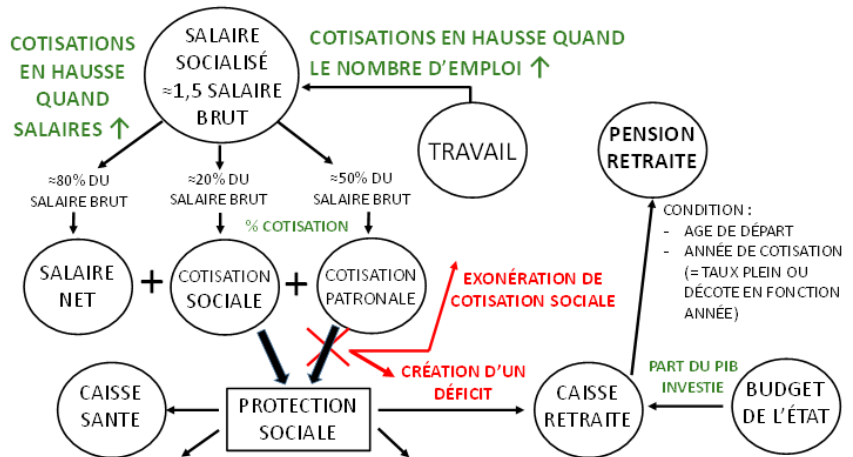 COTISATIONS
EN HAUSSE
QUAND
SALAIRES ↑
SALAIRE
SOCIALISÉ
≈1,5 SALAIRE
BRUT
COTISATIONS EN HAUSSE QUAND
LE NOMBRE D'EMPLOI ↑
TRAVAIL
PENSION
RETRAITE
≈80% DU
SALAIRE BRUT
≈20% DU
SALAIRE BRUT
≈50% DU
SALAIRE BRUT
% COTISATION
CONDITION :
- AGE DE DÉPART
- ANNÉE DE COTISATION
(= TAUX PLEIN OU
DÉCOTE EN FONCTION
ANNÉE)
SALAIRE
NET
+
COTISATION
SOCIALE
+
COTISATION
PATRONALE
EXONÉRATION DE
COTISATION SOCIALE
CRÉATION D'UN
DÉFICIT
PART DU PIB
INVESTIE
CAISSE
SANTE
PROTECTION
SOCIALE
CAISSE
RETRAITE
BUDGET
DE L'ÉTAT